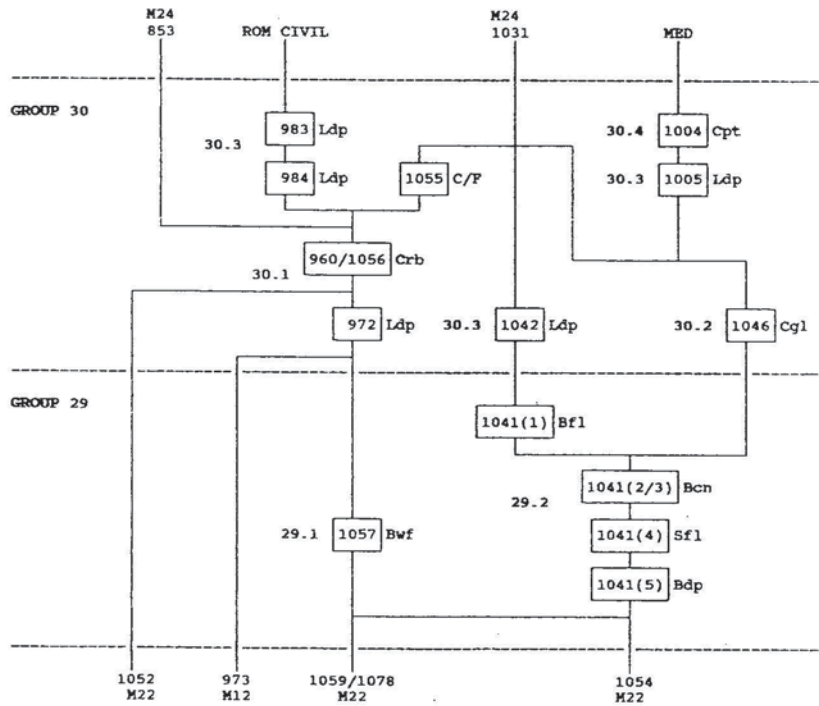 M24 M24
853 ROM CIVIL 1031 MED
GROUP 30
983 Ldp 30.4 1004 Cpt
30.3
984 Ldp 1055 C/F 30.3 1005 Ldp
960/1056 Crb
30.1
972 Ldp 30.3 1042 Ldp 30.2 1046 Cgl
GROUP 29
1041(1) Bfl
1041(2/3) Bcn
29.2
29.1 1057 Bwf 1041(4) Sfl
1041(5) Bdp
1052 973 1059/1078 1054
M22 M12 M22 M22